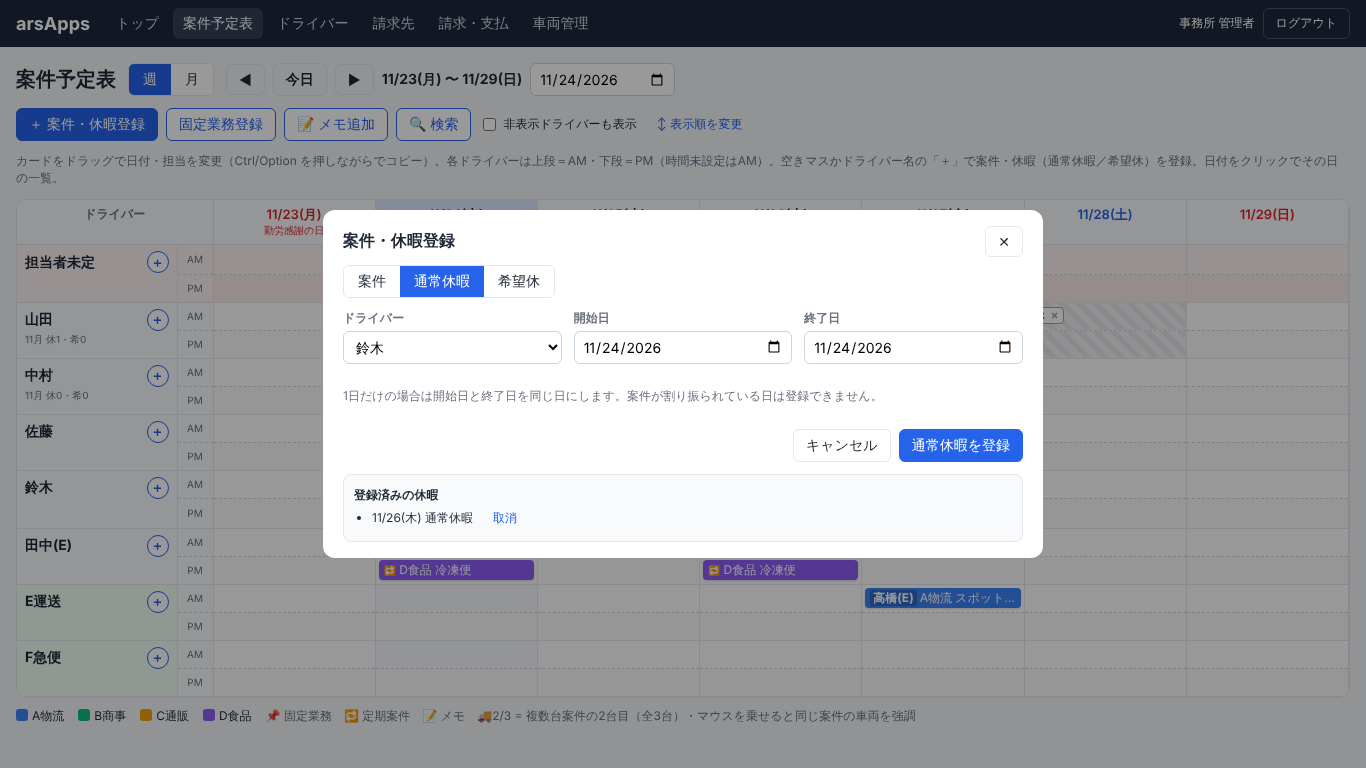 arsApps トップ 案件予定表 ドライバー 請求先 請求・支払 車両管理 事務所 管理者 ログアウト
案件予定表 週 月 ◀ 今日 ▶ 11/23(月) 〜 11/29(日) 11/24/2026
＋ 案件・休暇登録 固定業務登録 📝 メモ追加 🔍 検索 非表示ドライバーも表示 ↕ 表示順を変更
カードをドラッグで日付・担当を変更（Ctrl/Option を押しながらでコピー）。各ドライバーは上段＝AM・下段＝PM（時間未設定はAM）。空きマスかドライバー名の「＋」で案件・休暇（通常休暇／希望休）を登録。日付をクリックでその日
の一覧。
ドライバー 11/23(月) 11/28(土) 11/29(日)
勤労感謝の日
担当者未定 + AM
PM
山田 + AM ×
11月 休1・希0 PM
中村 + AM
11月 休0・希0 PM
佐藤 + AM
PM
鈴木 + AM
PM
田中(E) + AM
PM 🔁 D食品 冷凍便 🔁 D食品 冷凍便
E運送 + AM 高橋(E) A物流 スポット…
PM
F急便 + AM
PM
案件・休暇登録 ×
案件 通常休暇 希望休
ドライバー 開始日 終了日
鈴木 11/24/2026 11/24/2026
1日だけの場合は開始日と終了日を同じ日にします。案件が割り振られている日は登録できません。
キャンセル 通常休暇を登録
登録済みの休暇
• 11/26(木) 通常休暇 取消
A物流 B商事 C通販 D食品 📌 固定業務 🔁 定期案件 📝 メモ 🚚2/3 = 複数台案件の2台目（全3台）・マウスを乗せると同じ案件の車両を強調